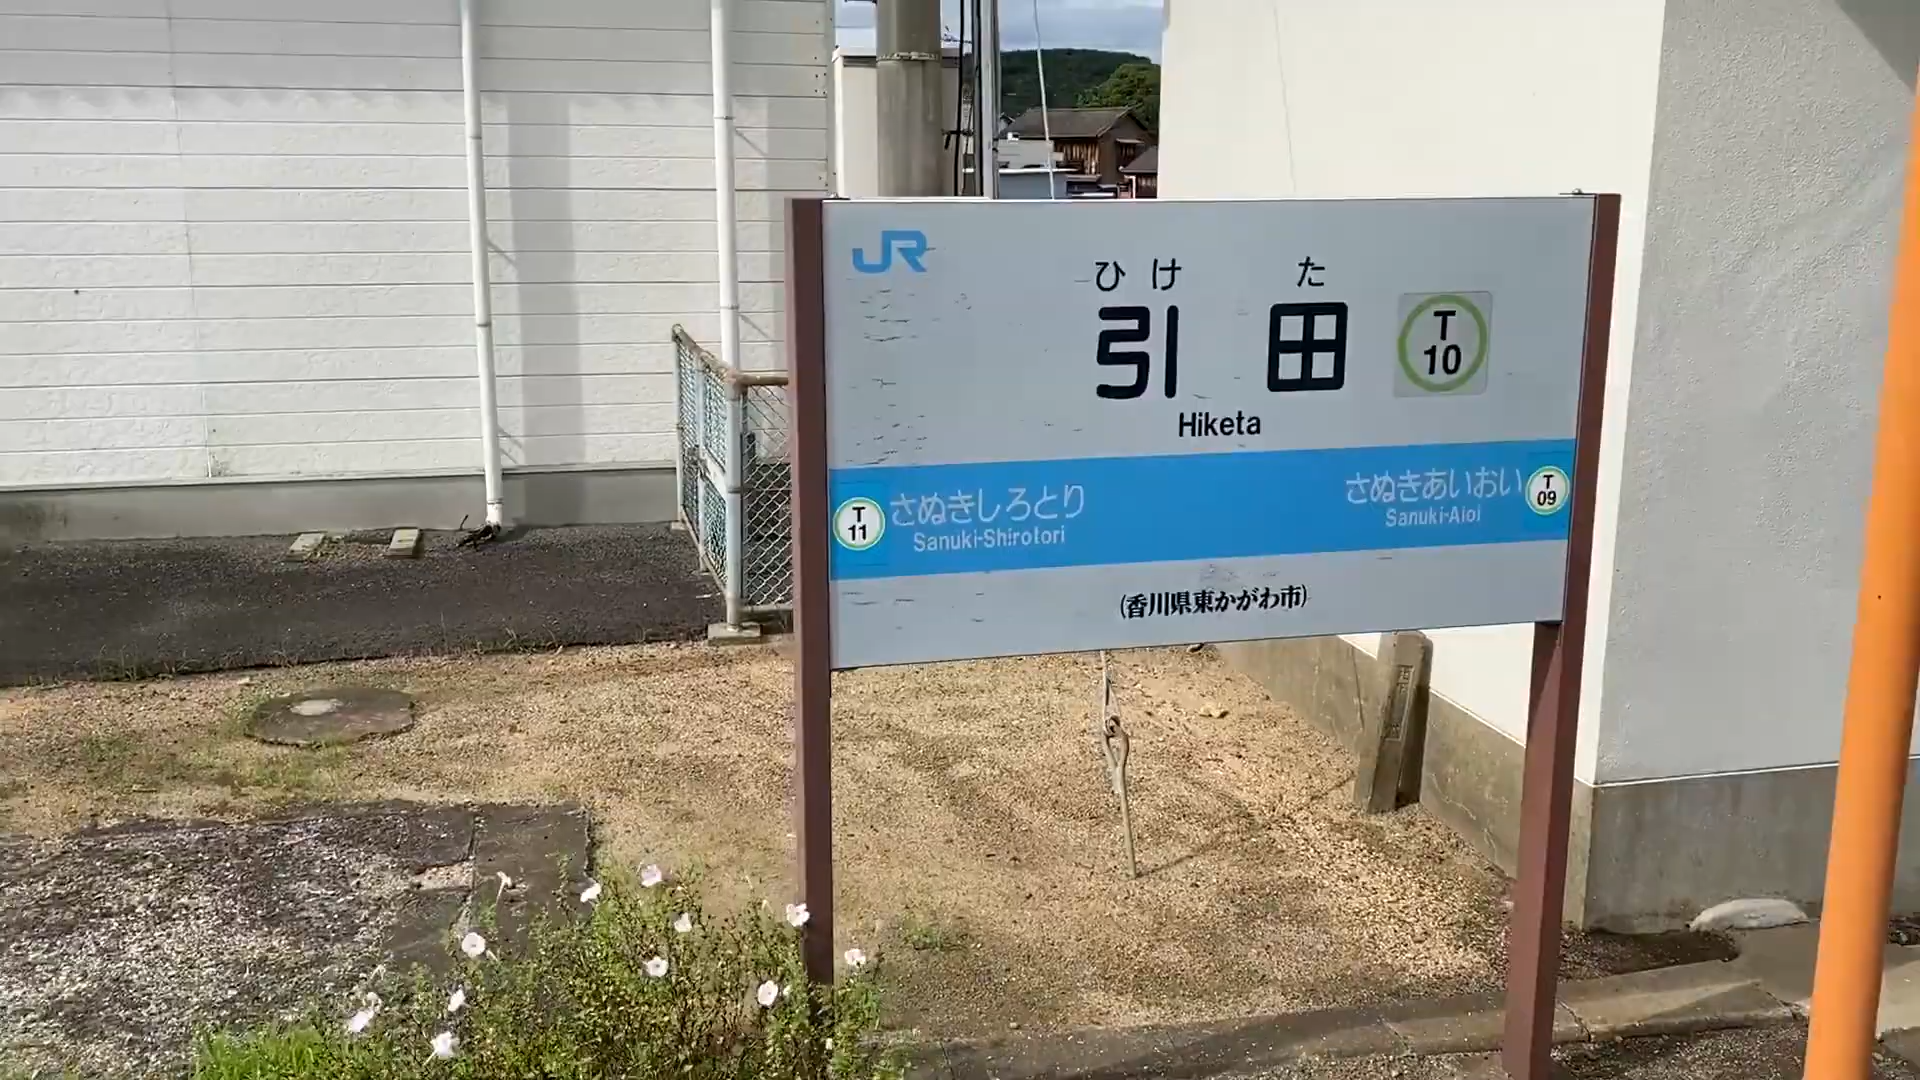 JR
ひけ た
引田
T
10
Hiketa
T
11
さぬきしろとり
Sanuki-Shirotori
さぬきあいおい
Sanuki-Aioi
T
09
(香川県東かがわ市)